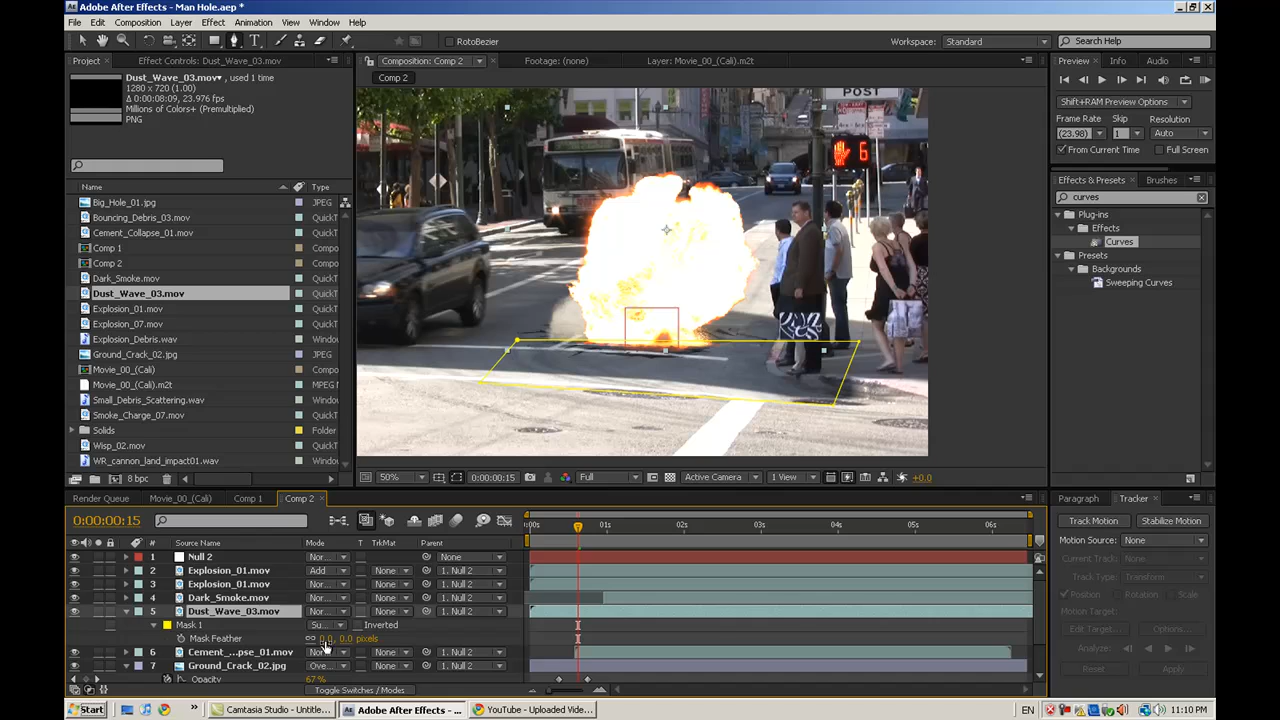 Adobe After Effects - Man Hole.aep *
File Edit Composition Layer Effect Animation View Window Help
RotoBezier
Workspace: Standard
Search Help
Project Effect Controls: Dust_Wave_03.mov
Composition: Comp 2 Footage: (none) Layer: Movie_00_(Cali).m2t
Preview Info Audio
Dust_Wave_03.mov, used 1 time
1280 x 720 (1.00)
Δ 0:00:08:09, 23.976 fps
Millions of Colors+ (Premultiplied)
PNG
Comp 2
POST
6
Shift+RAM Preview Options
Frame Rate Skip Resolution
(23.98) 1 Auto
From Current Time Full Screen
Effects & Presets Brushes
curves
Plug-ins
Effects
Curves
Presets
Backgrounds
Sweeping Curves
Name Type
Big_Hole_01.jpg JPEG
Bouncing_Debris_03.mov QuickT
Cement_Collapse_01.mov QuickT
Comp 1 Compo
Comp 2 Compo
Dark_Smoke.mov QuickT
Dust_Wave_03.mov QuickT
Explosion_01.mov QuickT
Explosion_07.mov QuickT
Explosion_Debris.mov Window
Ground_Crack_02.jpg JPEG
Movie_00_(Cali) Compo
Movie_00_(Cali).m2t MPEG
Small_Debris_Scattering.wav Window
Smoke_Charge_07.mov QuickT
Solids Folder
Wisp_02.mov QuickT
WR_cannon_land_impact01.wav Window
8 bpc
50% 0:00:00:15 Full Active Camera 1 View +0.0
Render Queue Movie_00_(Cali) Comp 1 Comp 2
0:00:00:15
:00s 01s 02s 03s 04s 05s 06s
# Source Name Mode T TrkMat Parent
1 Null 2 Nor... None
2 Explosion_01.mov Add None 1. Null 2
3 Explosion_01.mov Nor... None 1. Null 2
4 Dark_Smoke.mov Nor... None 1. Null 2
5 Dust_Wave_03.mov Nor... None 1. Null 2
Mask 1 Su... Inverted
Mask Feather 0.0, 0.0 pixels
6 Cement_...pse_01.mov Nor... None 1. Null 2
7 Ground_Crack_02.jpg Ove... None 1. Null 2
Opacity 67 %
Toggle Switches / Modes
Paragraph Tracker
Track Motion Stabilize Motion
Motion Source: None
Current Track: None
Track Type: Transform
Position Rotation Scale
Motion Target:
Edit Target... Options...
Analyze:
Reset Apply
Start Camtasia Studio - Untitle... Adobe After Effects - ... YouTube - Uploaded Vide... EN 11:10 PM